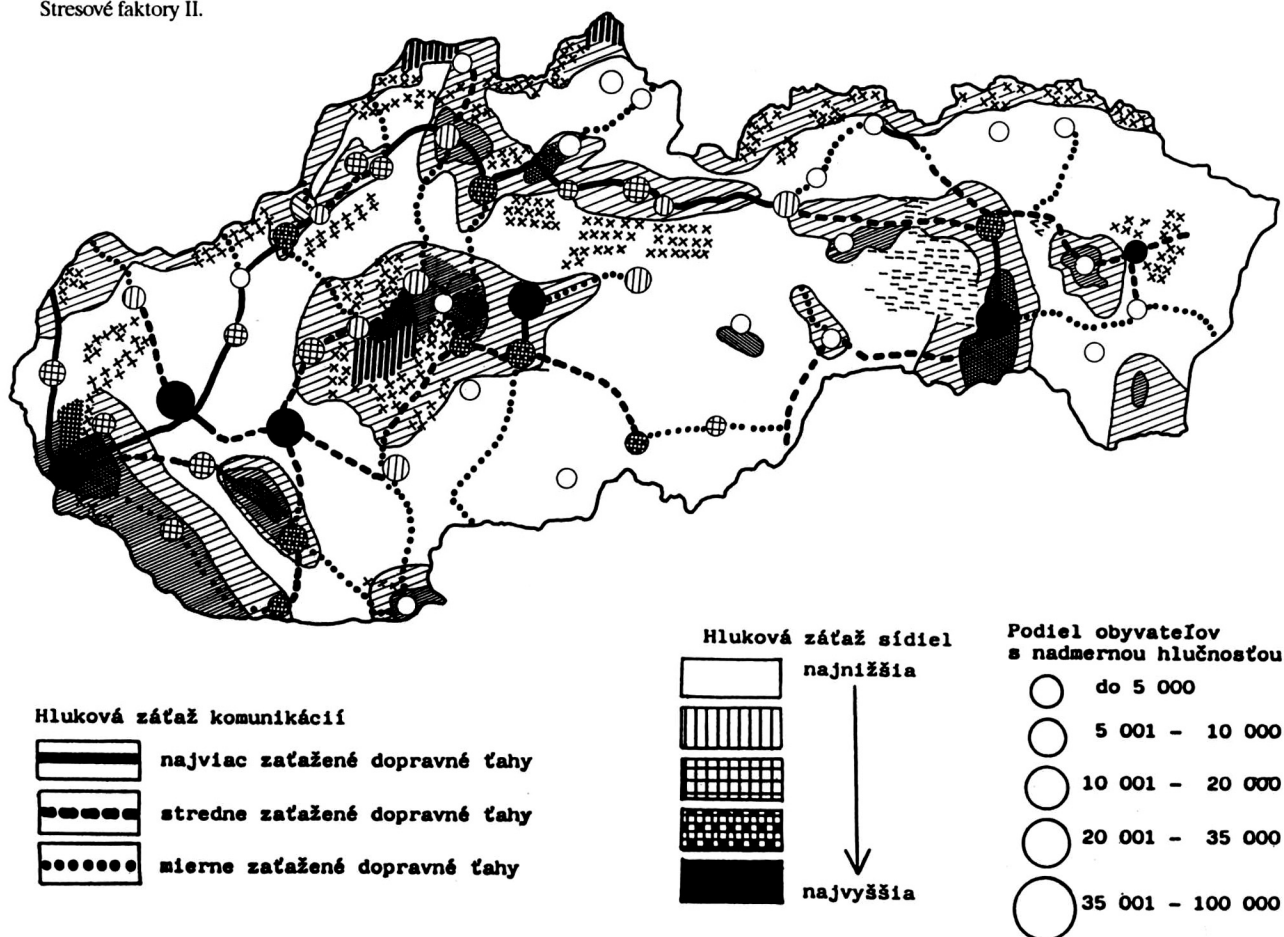 Stresové faktory II.
Hluková záťaž komunikácií
najviac zaťažené dopravné ťahy
stredne zaťažené dopravné ťahy
mierne zaťažené dopravné ťahy
Hluková záťaž sídiel
najnižšia
najvyššia
Podiel obyvateľov
s nadmernou hlučnosťou
do 5 000
5 001 - 10 000
10 001 - 20 000
20 001 - 35 000
35 001 - 100 000